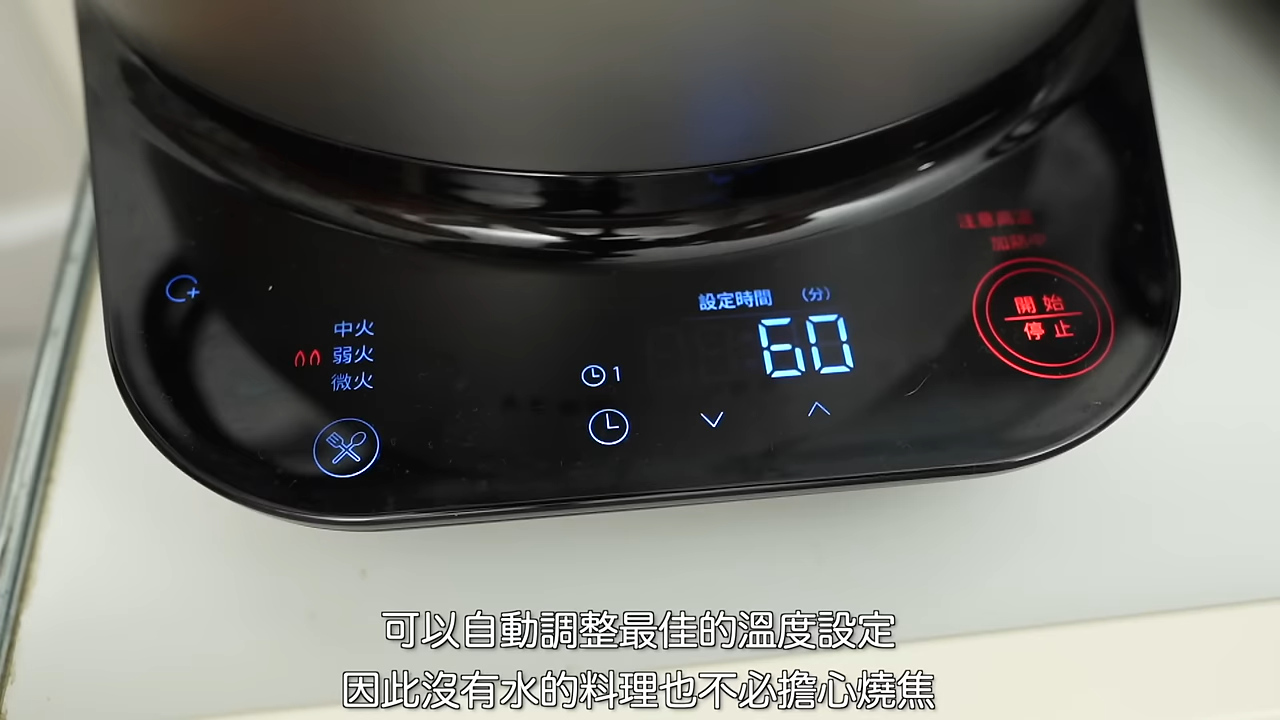 注意高溫
加熱中
設定時間 (分)
開始
停止
中火
弱火
微火
60
1
可以自動調整最佳的溫度設定
因此沒有水的料理也不必擔心燒焦